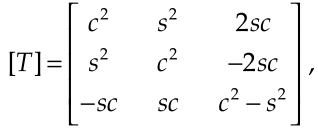 [T] = [ c² s² 2sc
s² c² −2sc
−sc sc c² − s² ] ,